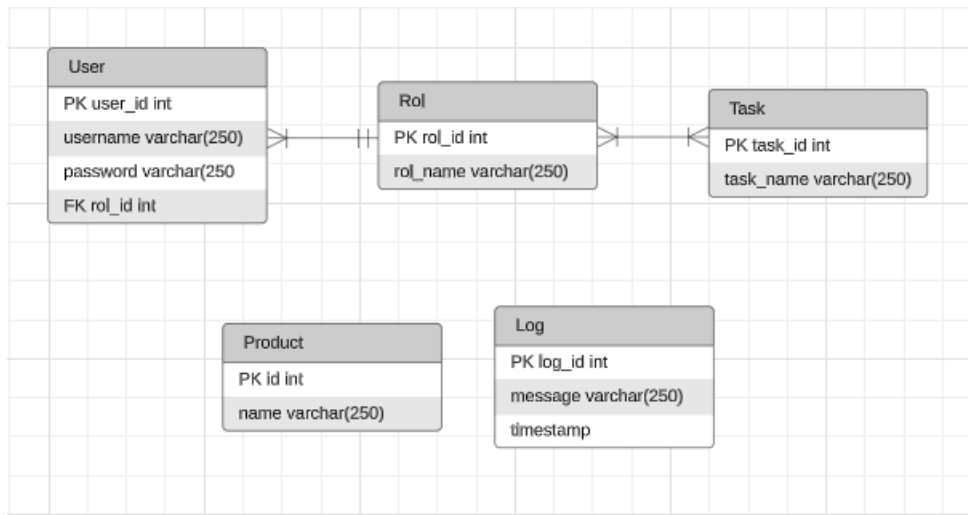 User
PK user_id int
username varchar(250)
password varchar(250
FK rol_id int
Rol
PK rol_id int
rol_name varchar(250)
Task
PK task_id int
task_name varchar(250)
Product
PK id int
name varchar(250)
Log
PK log_id int
message varchar(250)
timestamp